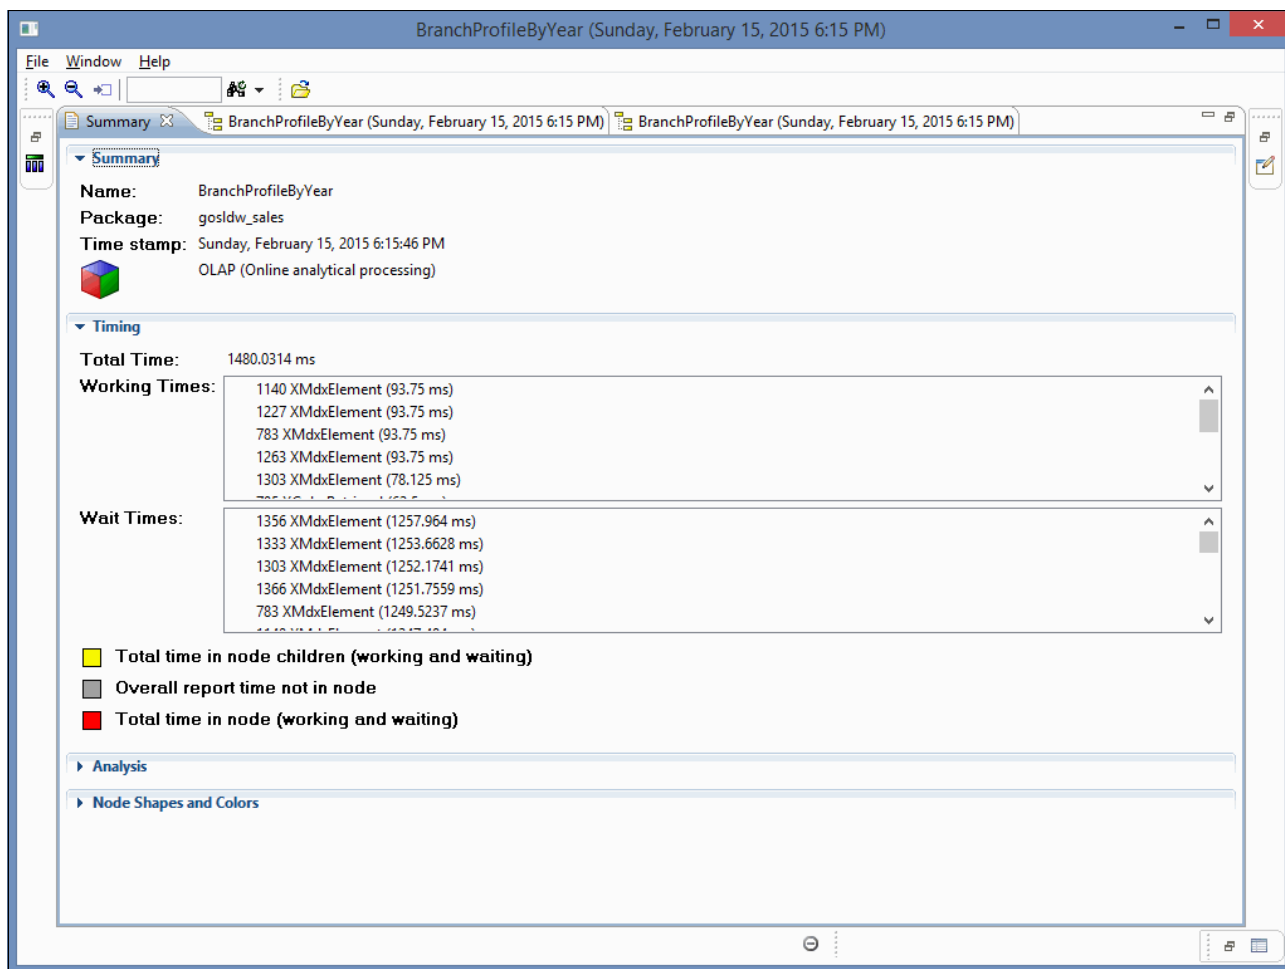 BranchProfileByYear (Sunday, February 15, 2015 6:15 PM)
File Window Help
Summary BranchProfileByYear (Sunday, February 15, 2015 6:15 PM) BranchProfileByYear (Sunday, February 15, 2015 6:15 PM)
Summary
Name: BranchProfileByYear
Package: gosldw_sales
Time stamp: Sunday, February 15, 2015 6:15:46 PM
OLAP (Online analytical processing)
Timing
Total Time: 1480.0314 ms
Working Times: 1140 XMdxElement (93.75 ms)
1227 XMdxElement (93.75 ms)
783 XMdxElement (93.75 ms)
1263 XMdxElement (93.75 ms)
1303 XMdxElement (78.125 ms)
Wait Times: 1356 XMdxElement (1257.964 ms)
1333 XMdxElement (1253.6628 ms)
1303 XMdxElement (1252.1741 ms)
1366 XMdxElement (1251.7559 ms)
783 XMdxElement (1249.5237 ms)
Total time in node children (working and waiting)
Overall report time not in node
Total time in node (working and waiting)
Analysis
Node Shapes and Colors